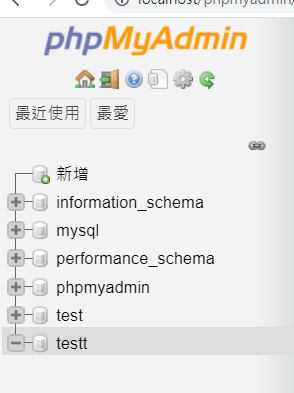 localhost/phpmyadmin/
phpMyAdmin
最近使用 最愛
新增
information_schema
mysql
performance_schema
phpmyadmin
test
testt